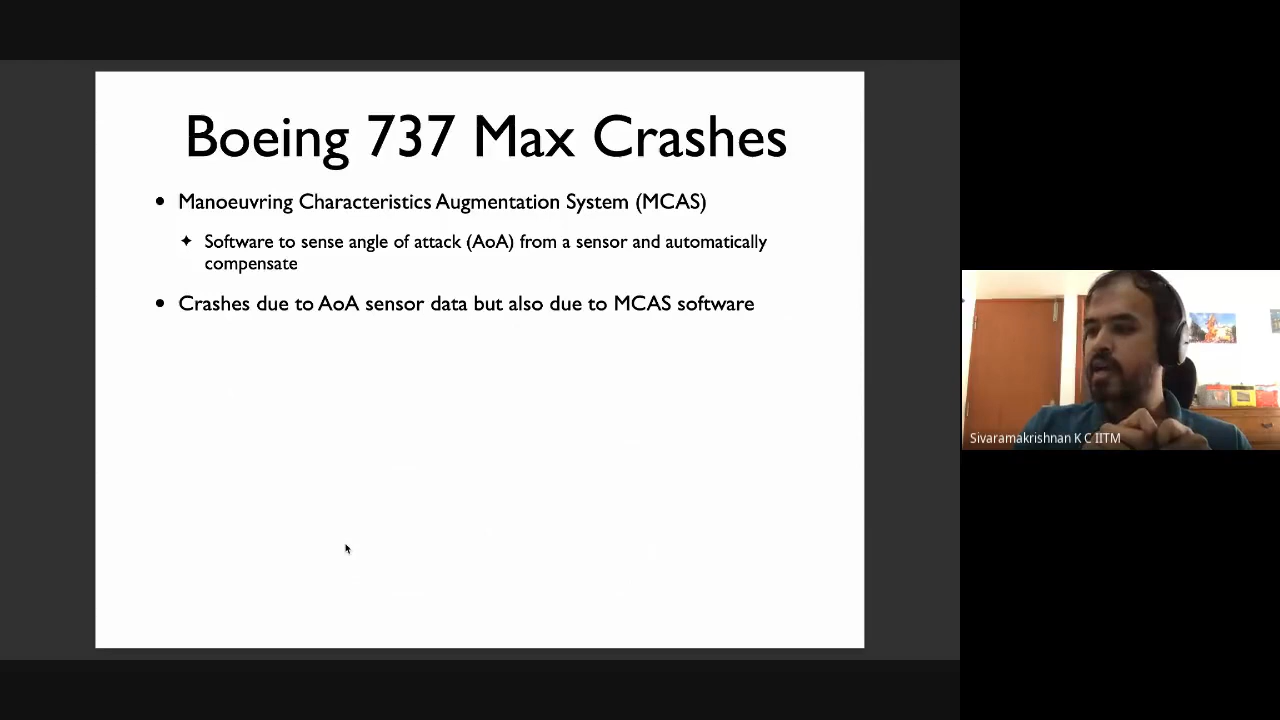 Boeing 737 Max Crashes
• Manoeuvring Characteristics Augmentation System (MCAS)
✦ Software to sense angle of attack (AoA) from a sensor and automatically
compensate
• Crashes due to AoA sensor data but also due to MCAS software
Sivaramakrishnan K C IITM